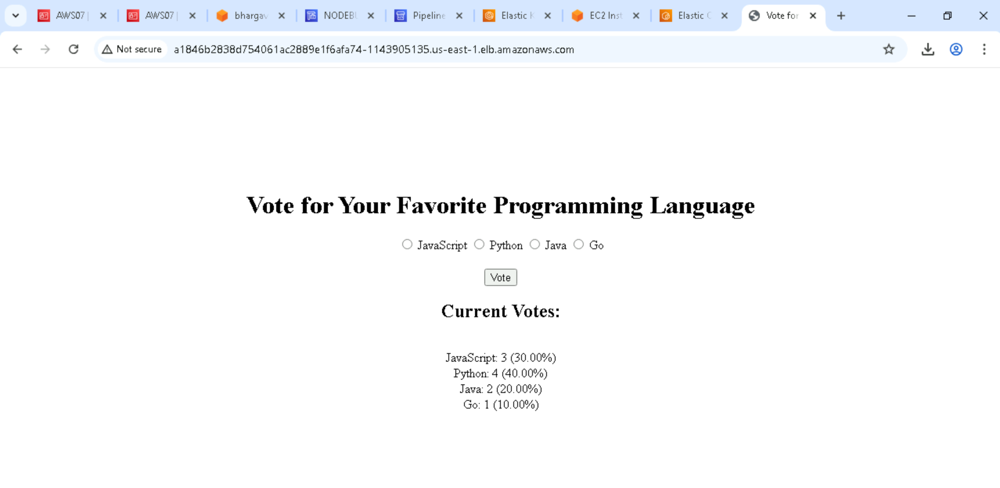 AWS07 |
AWS07 |
bhargav
NODEBU
Pipeline
Elastic K
EC2 Inst
Elastic C
Vote for
Not secure
a1846b2838d754061ac2889e1f6afa74-1143905135.us-east-1.elb.amazonaws.com
Vote for Your Favorite Programming Language
JavaScript Python Java Go
Vote
Current Votes:
JavaScript: 3 (30.00%)
Python: 4 (40.00%)
Java: 2 (20.00%)
Go: 1 (10.00%)